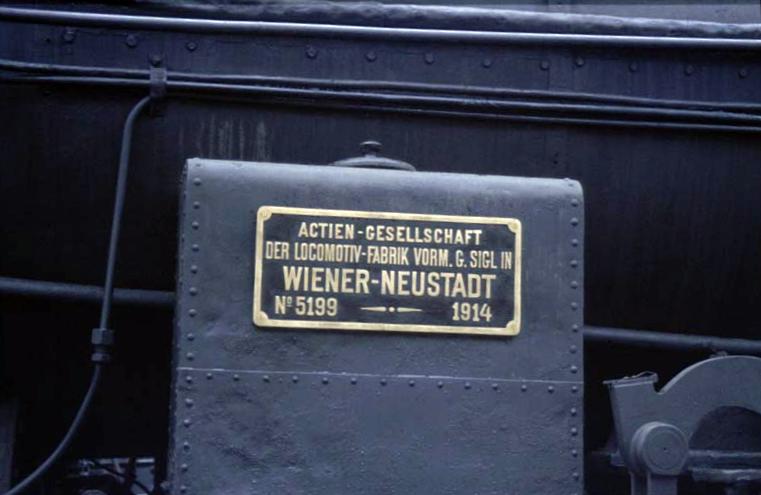 ACTIEN-GESELLSCHAFT
DER LOCOMOTIV-FABRIK VORM. G. SIGL IN
WIENER-NEUSTADT
Nº 5199 1914